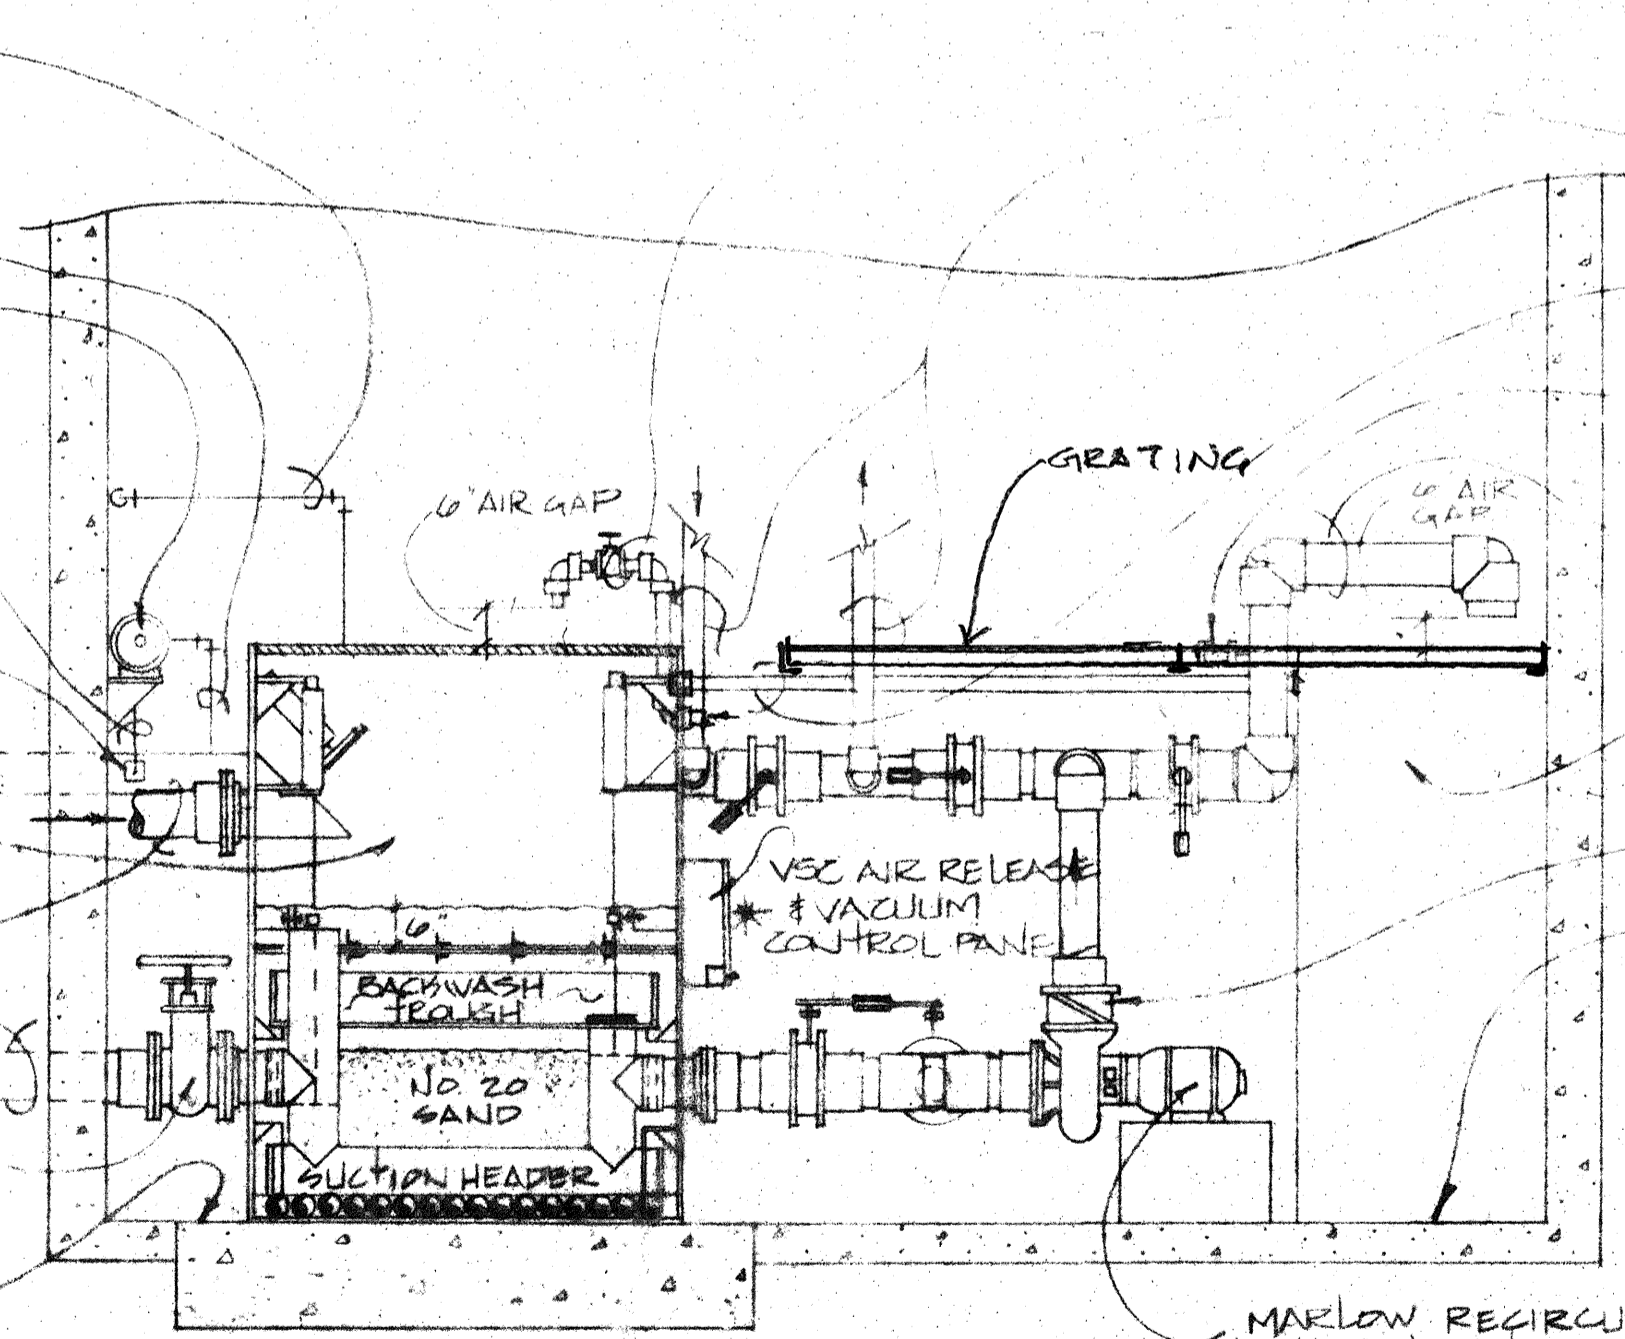 GRATING
6" AIR GAP
6 AIR
GAP
VSC AIR RELEASE
& VACUUM
CONTROL PANE
6"
BACKWASH
TROUGH
NO. 20
SAND
SUCTION HEADER
MARLOW RECIRCU